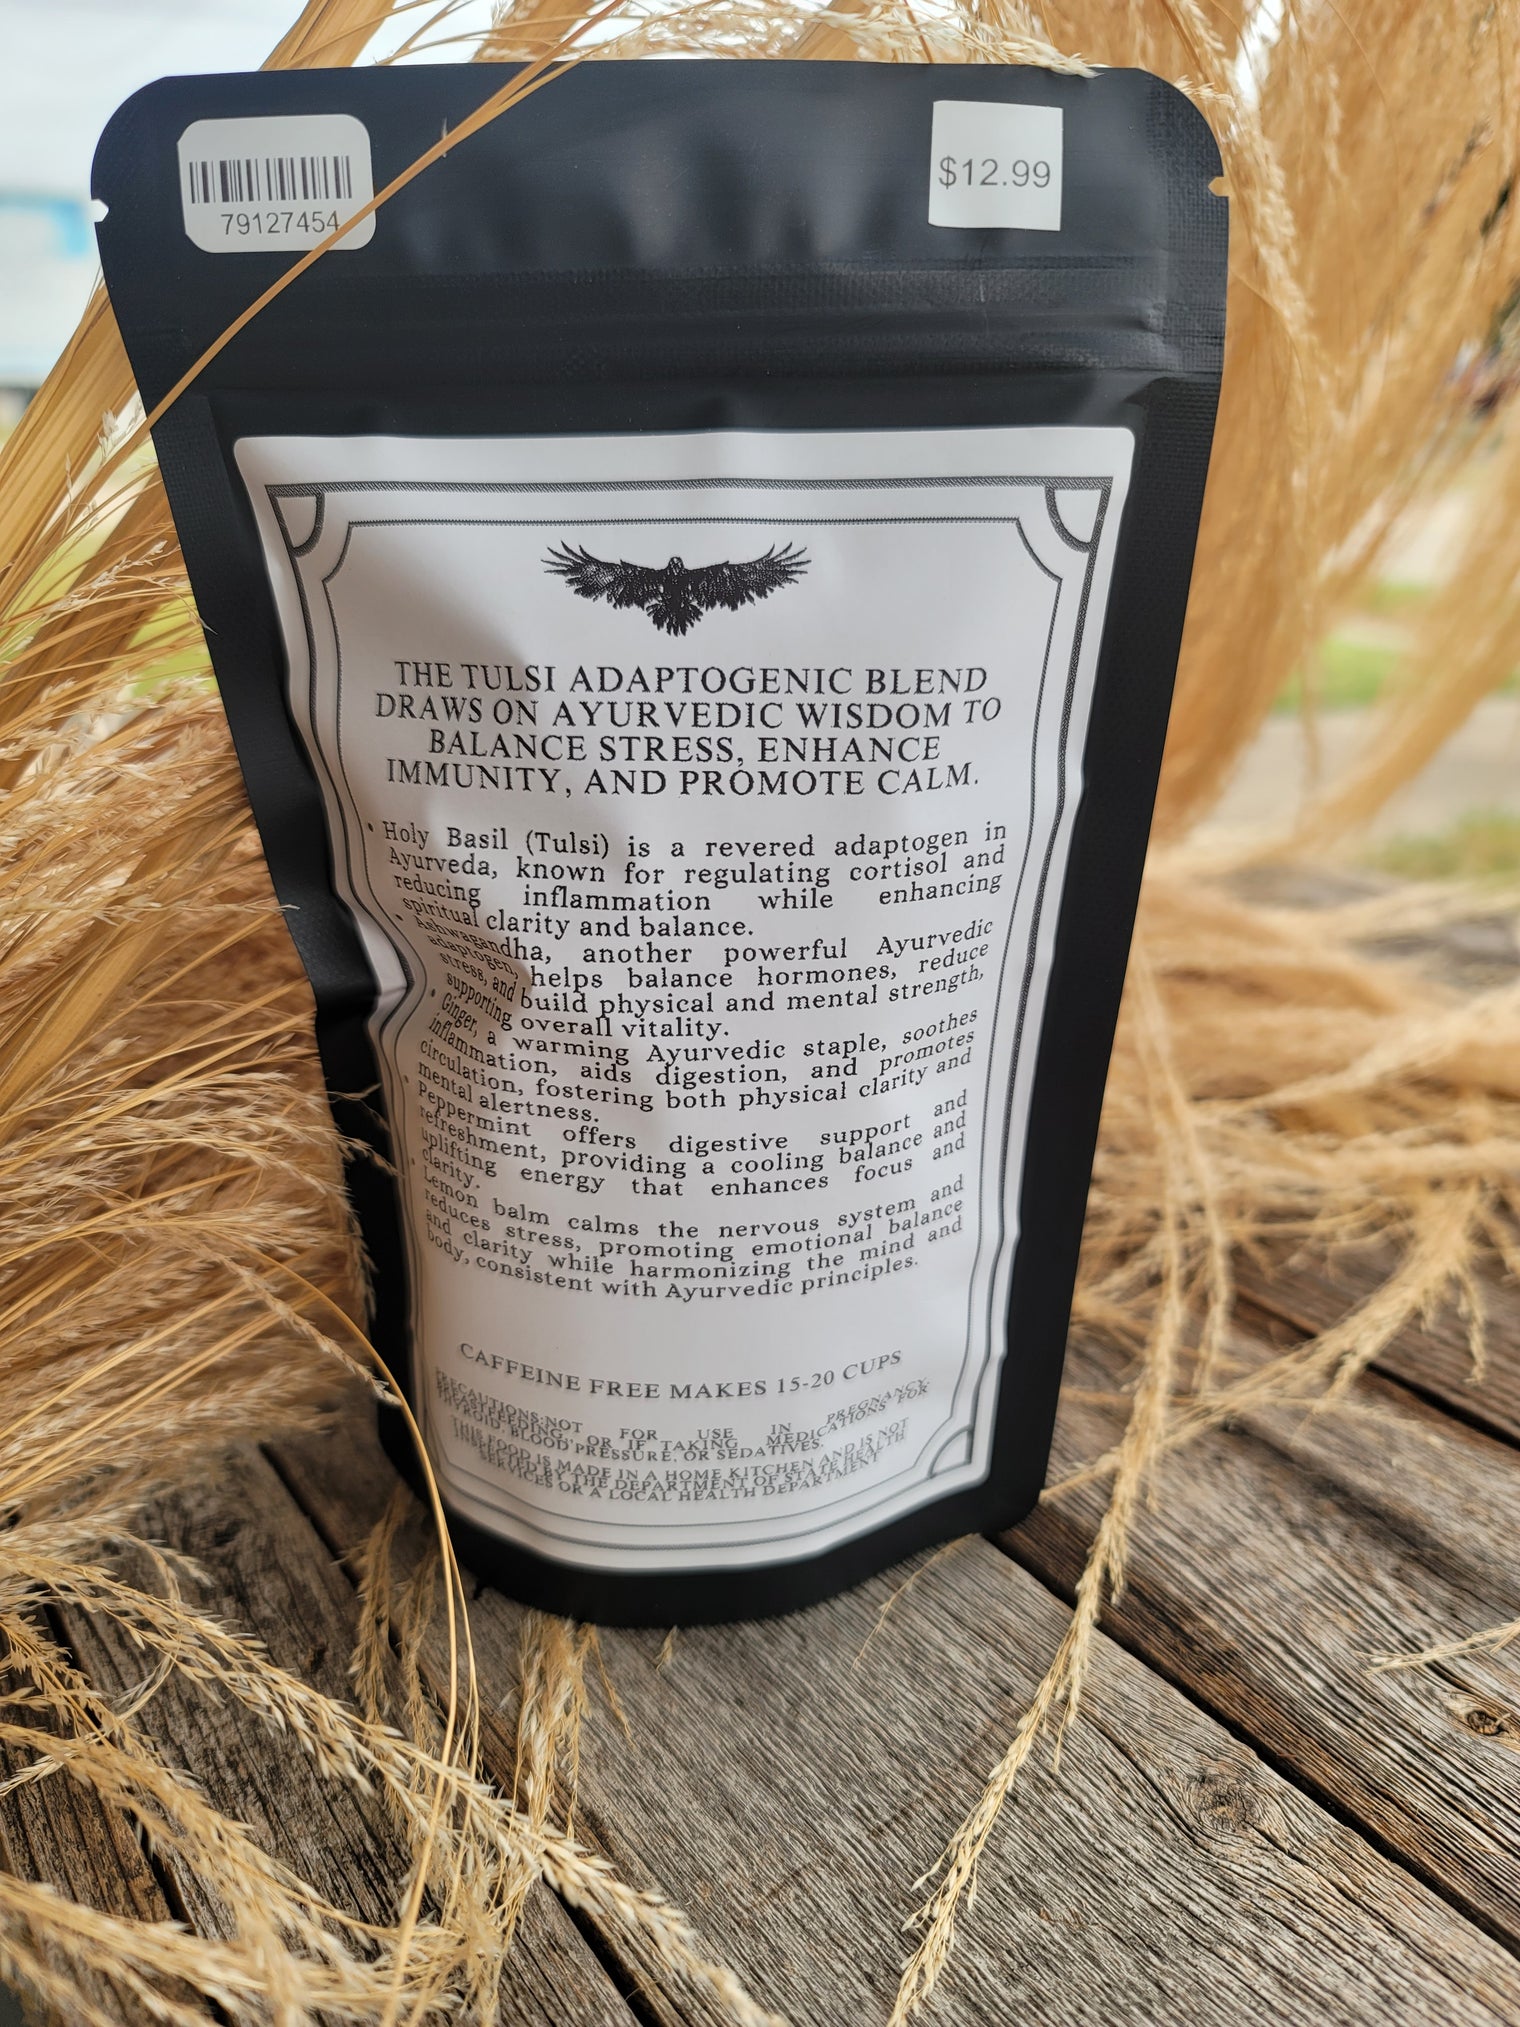 79127454
$12.99
THE TULSI ADAPTOGENIC BLEND
DRAWS ON AYURVEDIC WISDOM TO
BALANCE STRESS, ENHANCE
IMMUNITY, AND PROMOTE CALM.
• Holy Basil (Tulsi) is a revered adaptogen in
Ayurveda, known for regulating cortisol and
reducing inflammation while enhancing
spiritual clarity and balance.
• Ashwagandha, another powerful Ayurvedic
adaptogen, helps balance hormones, reduce
stress, and build physical and mental strength,
supporting overall vitality.
• Ginger, a warming Ayurvedic staple, soothes
inflammation, aids digestion, and promotes
circulation, fostering both physical clarity and
mental alertness.
• Peppermint offers digestive support and
refreshment, providing a cooling balance and
uplifting energy that enhances focus and
clarity.
• Lemon balm calms the nervous system and
reduces stress, promoting emotional balance
and clarity while harmonizing the mind and
body, consistent with Ayurvedic principles.
CAFFEINE FREE MAKES 15-20 CUPS
PRECAUTIONS:NOT FOR USE IN PREGNANCY,
BREASTFEEDING, OR IF TAKING MEDICATIONS FOR
THYROID, BLOOD PRESSURE, OR SEDATIVES.
THIS FOOD IS MADE IN A HOME KITCHEN AND IS NOT
INSPECTED BY THE DEPARTMENT OF STATE HEALTH
SERVICES OR A LOCAL HEALTH DEPARTMENT